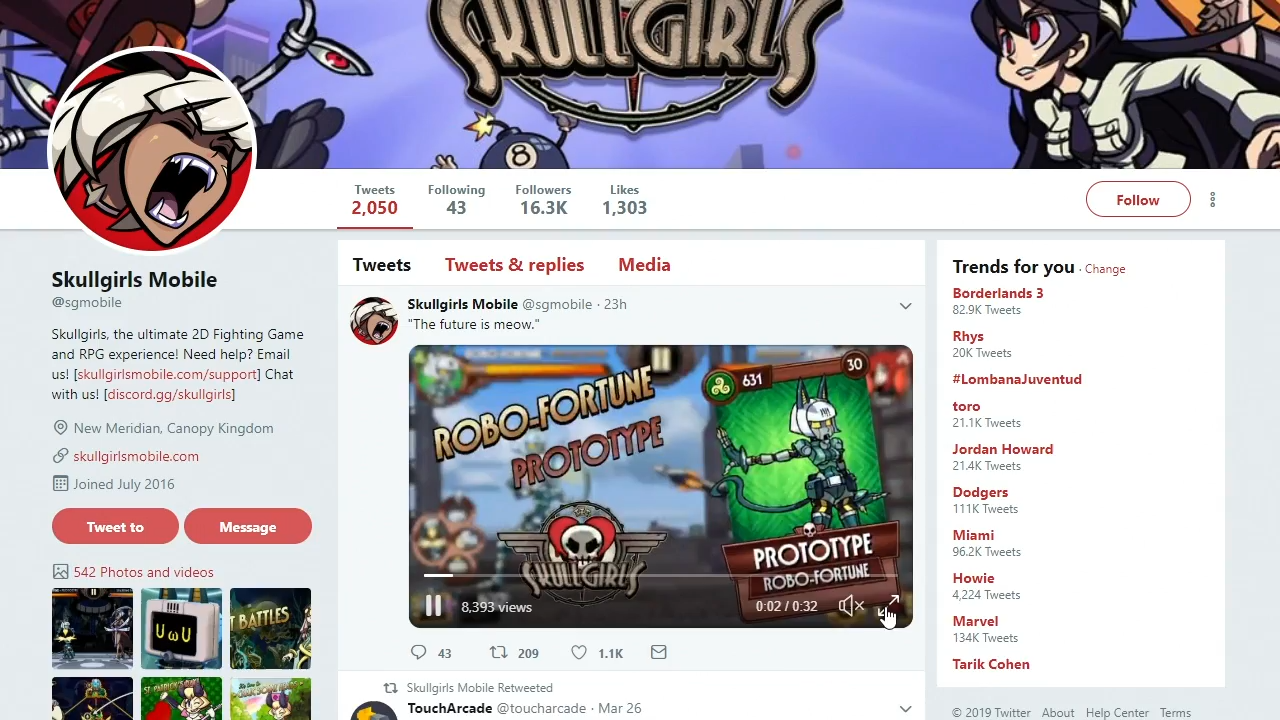 SKULLGIRLS
8
Tweets
2,050
Following
43
Followers
16.3K
Likes
1,303
Follow
Skullgirls Mobile
@sgmobile
Skullgirls, the ultimate 2D Fighting Game
and RPG experience! Need help? Email
us! [skullgirlsmobile.com/support] Chat
with us! [discord.gg/skullgirls]
New Meridian, Canopy Kingdom
skullgirlsmobile.com
Joined July 2016
Tweet to
Message
542 Photos and videos
UwU
T BATTLES
Tweets
Tweets & replies
Media
Skullgirls Mobile @sgmobile · 23h
"The future is meow."
ROBO-FORTUNE
PROTOTYPE
631
30
PROTOTYPE
ROBO-FORTUNE
SKULLGIRLS
8,393 views
0:02 / 0:32
43
209
1.1K
Skullgirls Mobile Retweeted
TouchArcade @toucharcade · Mar 26
Trends for you · Change
Borderlands 3
82.9K Tweets
Rhys
20K Tweets
#LombanaJuventud
toro
21.1K Tweets
Jordan Howard
21.4K Tweets
Dodgers
111K Tweets
Miami
96.2K Tweets
Howie
4,224 Tweets
Marvel
134K Tweets
Tarik Cohen
© 2019 Twitter About Help Center Terms